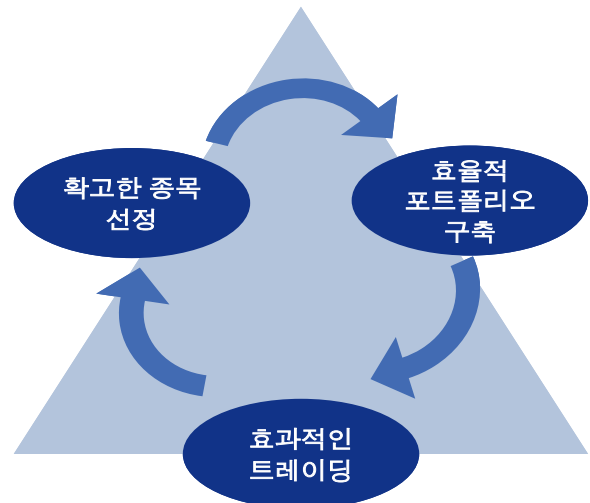 확고한 종목
선정
효율적
포트폴리오
구축
효과적인
트레이딩